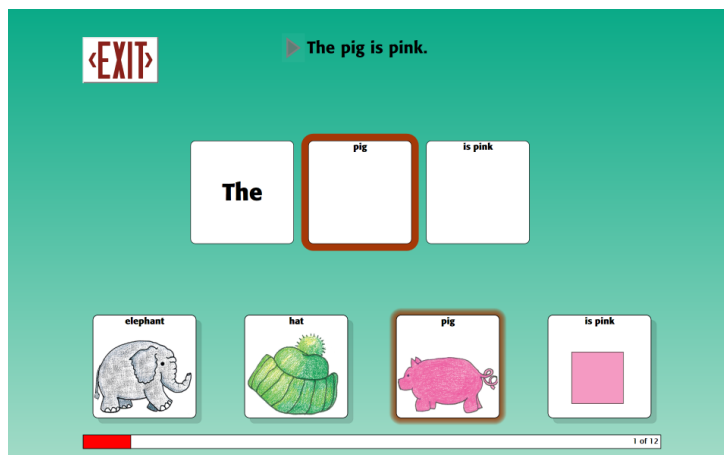 <EXIT>
The pig is pink.
The
pig
is pink
elephant
hat
pig
is pink
1 of 12